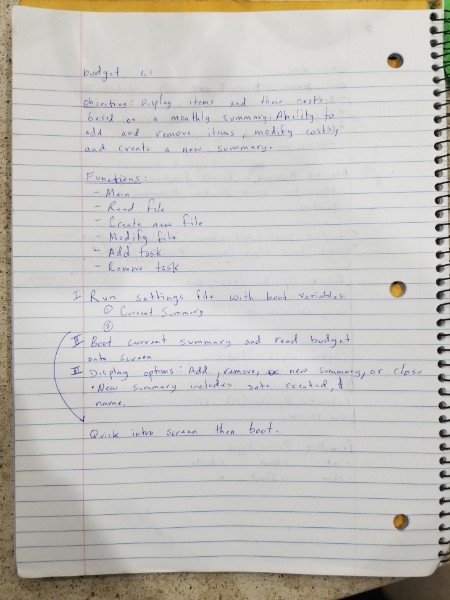 budget 1.1
objective: Display items and their costs
based on a monthly summary. Ability to
add and remove items, modify costs,
and create a new summary.
Functions:
- Main
- Read file
- Create new file
- Modify file
- Add task
- Remove task
I Run settings file with boot variables
① Current Summary
②
II Boot current summary and read budget
onto screen
II Display options: Add, remove, new summary, or close
• New summary includes date created, &
name.
Quick intro screen then boot.